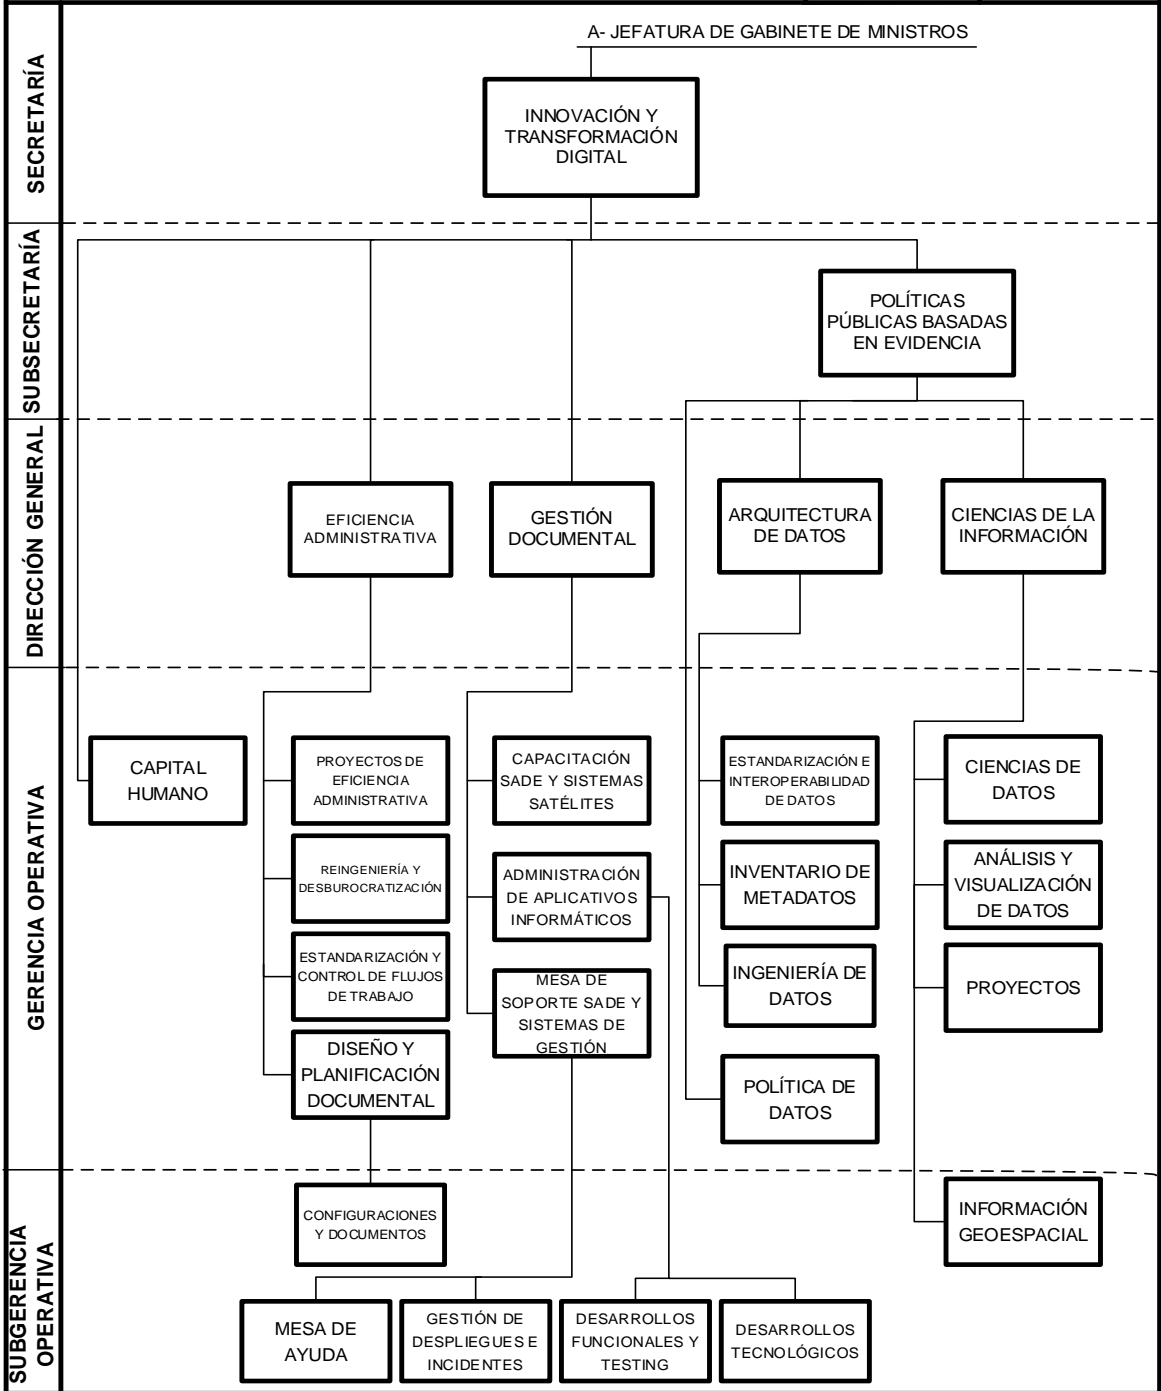 A- JEFATURA DE GABINETE DE MINISTROS
SECRETARÍA
INNOVACIÓN Y
TRANSFORMACIÓN
DIGITAL
SUBSECRETARÍA
POLÍTICAS
PÚBLICAS BASADAS
EN EVIDENCIA
DIRECCIÓN GENERAL
EFICIENCIA
ADMINISTRATIVA
GESTIÓN
DOCUMENTAL
ARQUITECTURA
DE DATOS
CIENCIAS DE LA
INFORMACIÓN
GERENCIA OPERATIVA
CAPITAL
HUMANO
PROYECTOS DE
EFICIENCIA
ADMINISTRATIVA
REINGENIERÍA Y
DESBUROCRATIZACIÓN
ESTANDARIZACIÓN Y
CONTROL DE FLUJOS
DE TRABAJO
DISEÑO Y
PLANIFICACIÓN
DOCUMENTAL
CAPACITACIÓN
SADE Y SISTEMAS
SATÉLITES
ADMINISTRACIÓN
DE APLICATIVOS
INFORMÁTICOS
MESA DE
SOPORTE SADE Y
SISTEMAS DE
GESTIÓN
ESTANDARIZACIÓN E
INTEROPERABILIDAD
DE DATOS
INVENTARIO DE
METADATOS
INGENIERÍA DE
DATOS
POLÍTICA DE
DATOS
CIENCIAS DE
DATOS
ANÁLISIS Y
VISUALIZACIÓN
DE DATOS
PROYECTOS
SUBGERENCIA
OPERATIVA
CONFIGURACIONES
Y DOCUMENTOS
INFORMACIÓN
GEOESPACIAL
MESA DE
AYUDA
GESTIÓN DE
DESPLIEGUES E
INCIDENTES
DESARROLLOS
FUNCIONALES Y
TESTING
DESARROLLOS
TECNOLÓGICOS